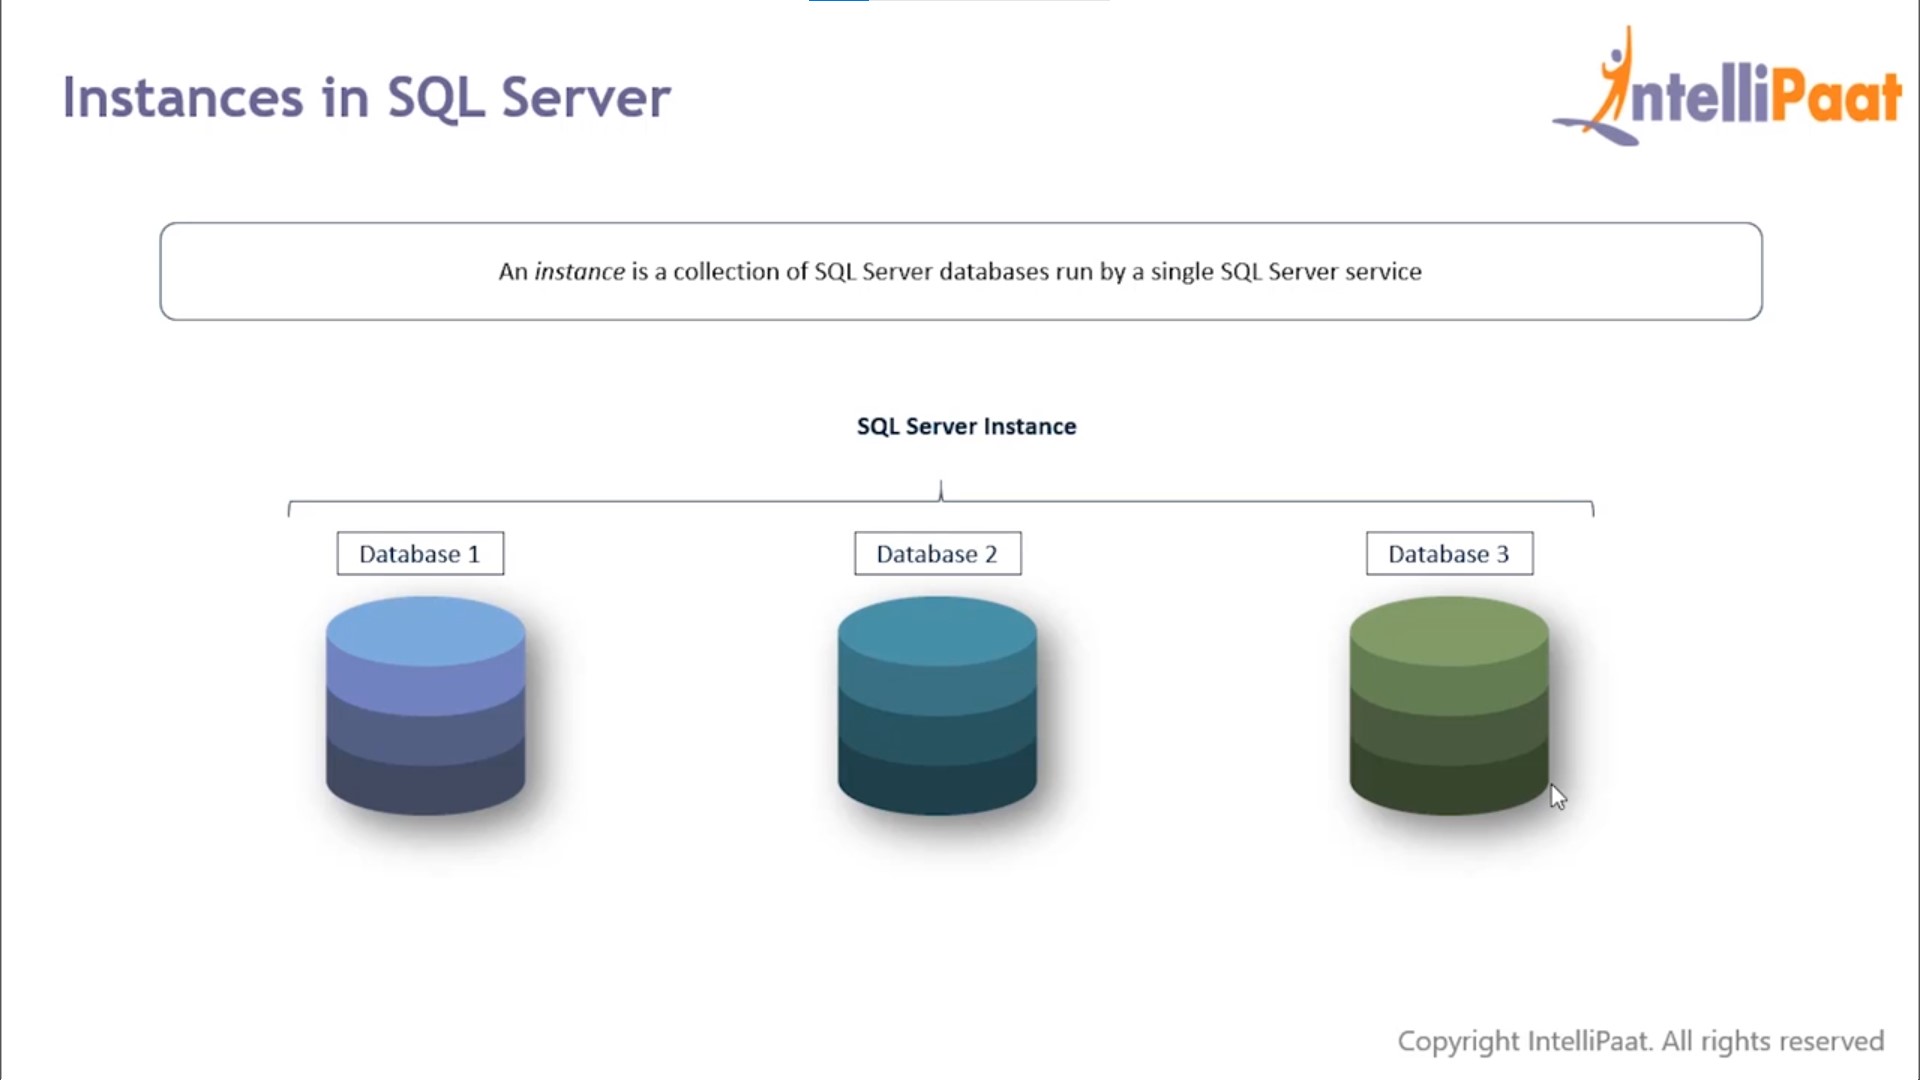 Instances in SQL Server
IntelliPaat
An instance is a collection of SQL Server databases run by a single SQL Server service
SQL Server Instance
Database 1
Database 2
Database 3
Copyright IntelliPaat. All rights reserved